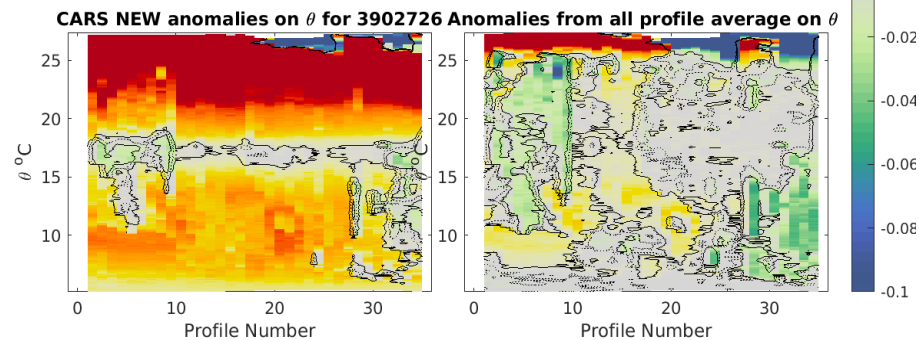 CARS NEW anomalies on θ for 3902726 Anomalies from all profile average on θ
25
20
15
10
θ °C
0 10 20 30
Profile Number
25
20
15
10
θ °C
0 10 20 30
Profile Number
-0.02
-0.04
-0.06
-0.08
-0.1